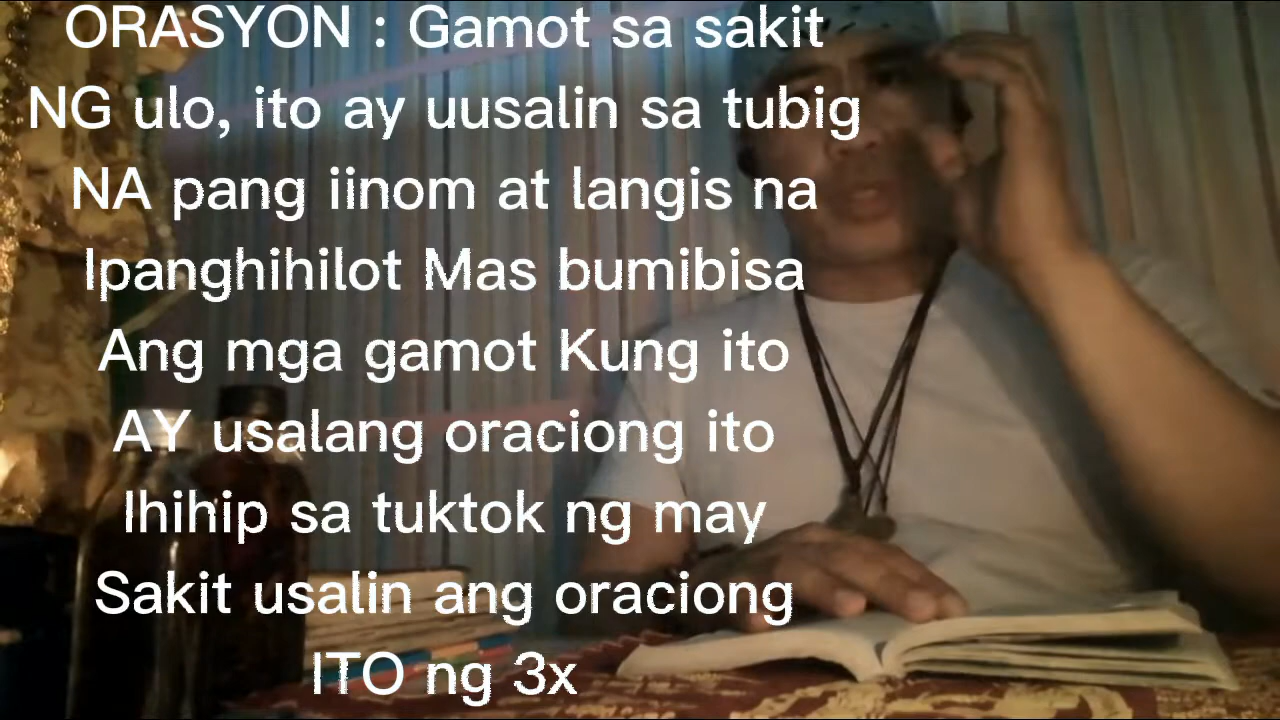 ORASYON : Gamot sa sakit
NG ulo, ito ay uusalin sa tubig
NA pang iinom at langis na
Ipanghihilot Mas bumibisa
Ang mga gamot Kung ito
AY usalang oraciong ito
Ihihip sa tuktok ng may
Sakit usalin ang oraciong
ITO ng 3x